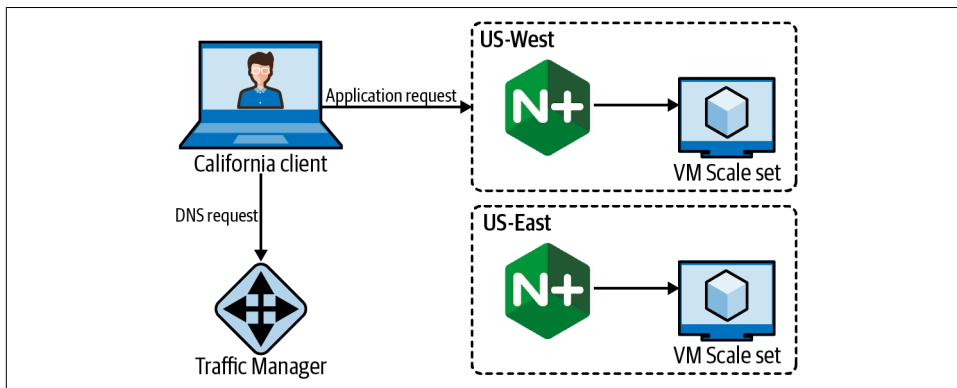 US-West
Application request
N+
VM Scale set
California client
DNS request
US-East
N+
VM Scale set
Traffic Manager